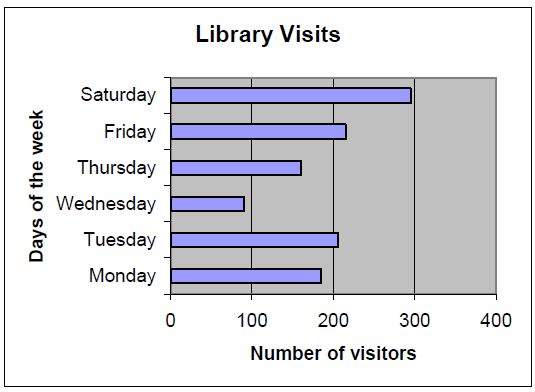 Library Visits
Days of the week
Saturday
Friday
Thursday
Wednesday
Tuesday
Monday
0 100 200 300 400
Number of visitors